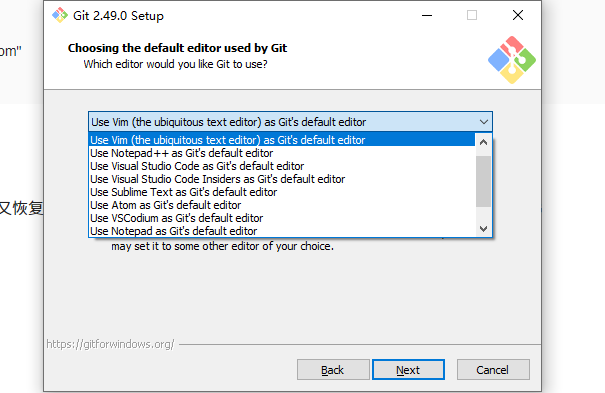 Git 2.49.0 Setup
Choosing the default editor used by Git
Which editor would you like Git to use?
om"
Use Vim (the ubiquitous text editor) as Git's default editor
Use Vim (the ubiquitous text editor) as Git's default editor
Use Notepad++ as Git's default editor
Use Visual Studio Code as Git's default editor
Use Visual Studio Code Insiders as Git's default editor
Use Sublime Text as Git's default editor
Use Atom as Git's default editor
Use VSCodium as Git's default editor
又恢复
Use Notepad as Git's default editor
may set it to some other editor of your choice.
https://gitforwindows.org/
Back
Next
Cancel